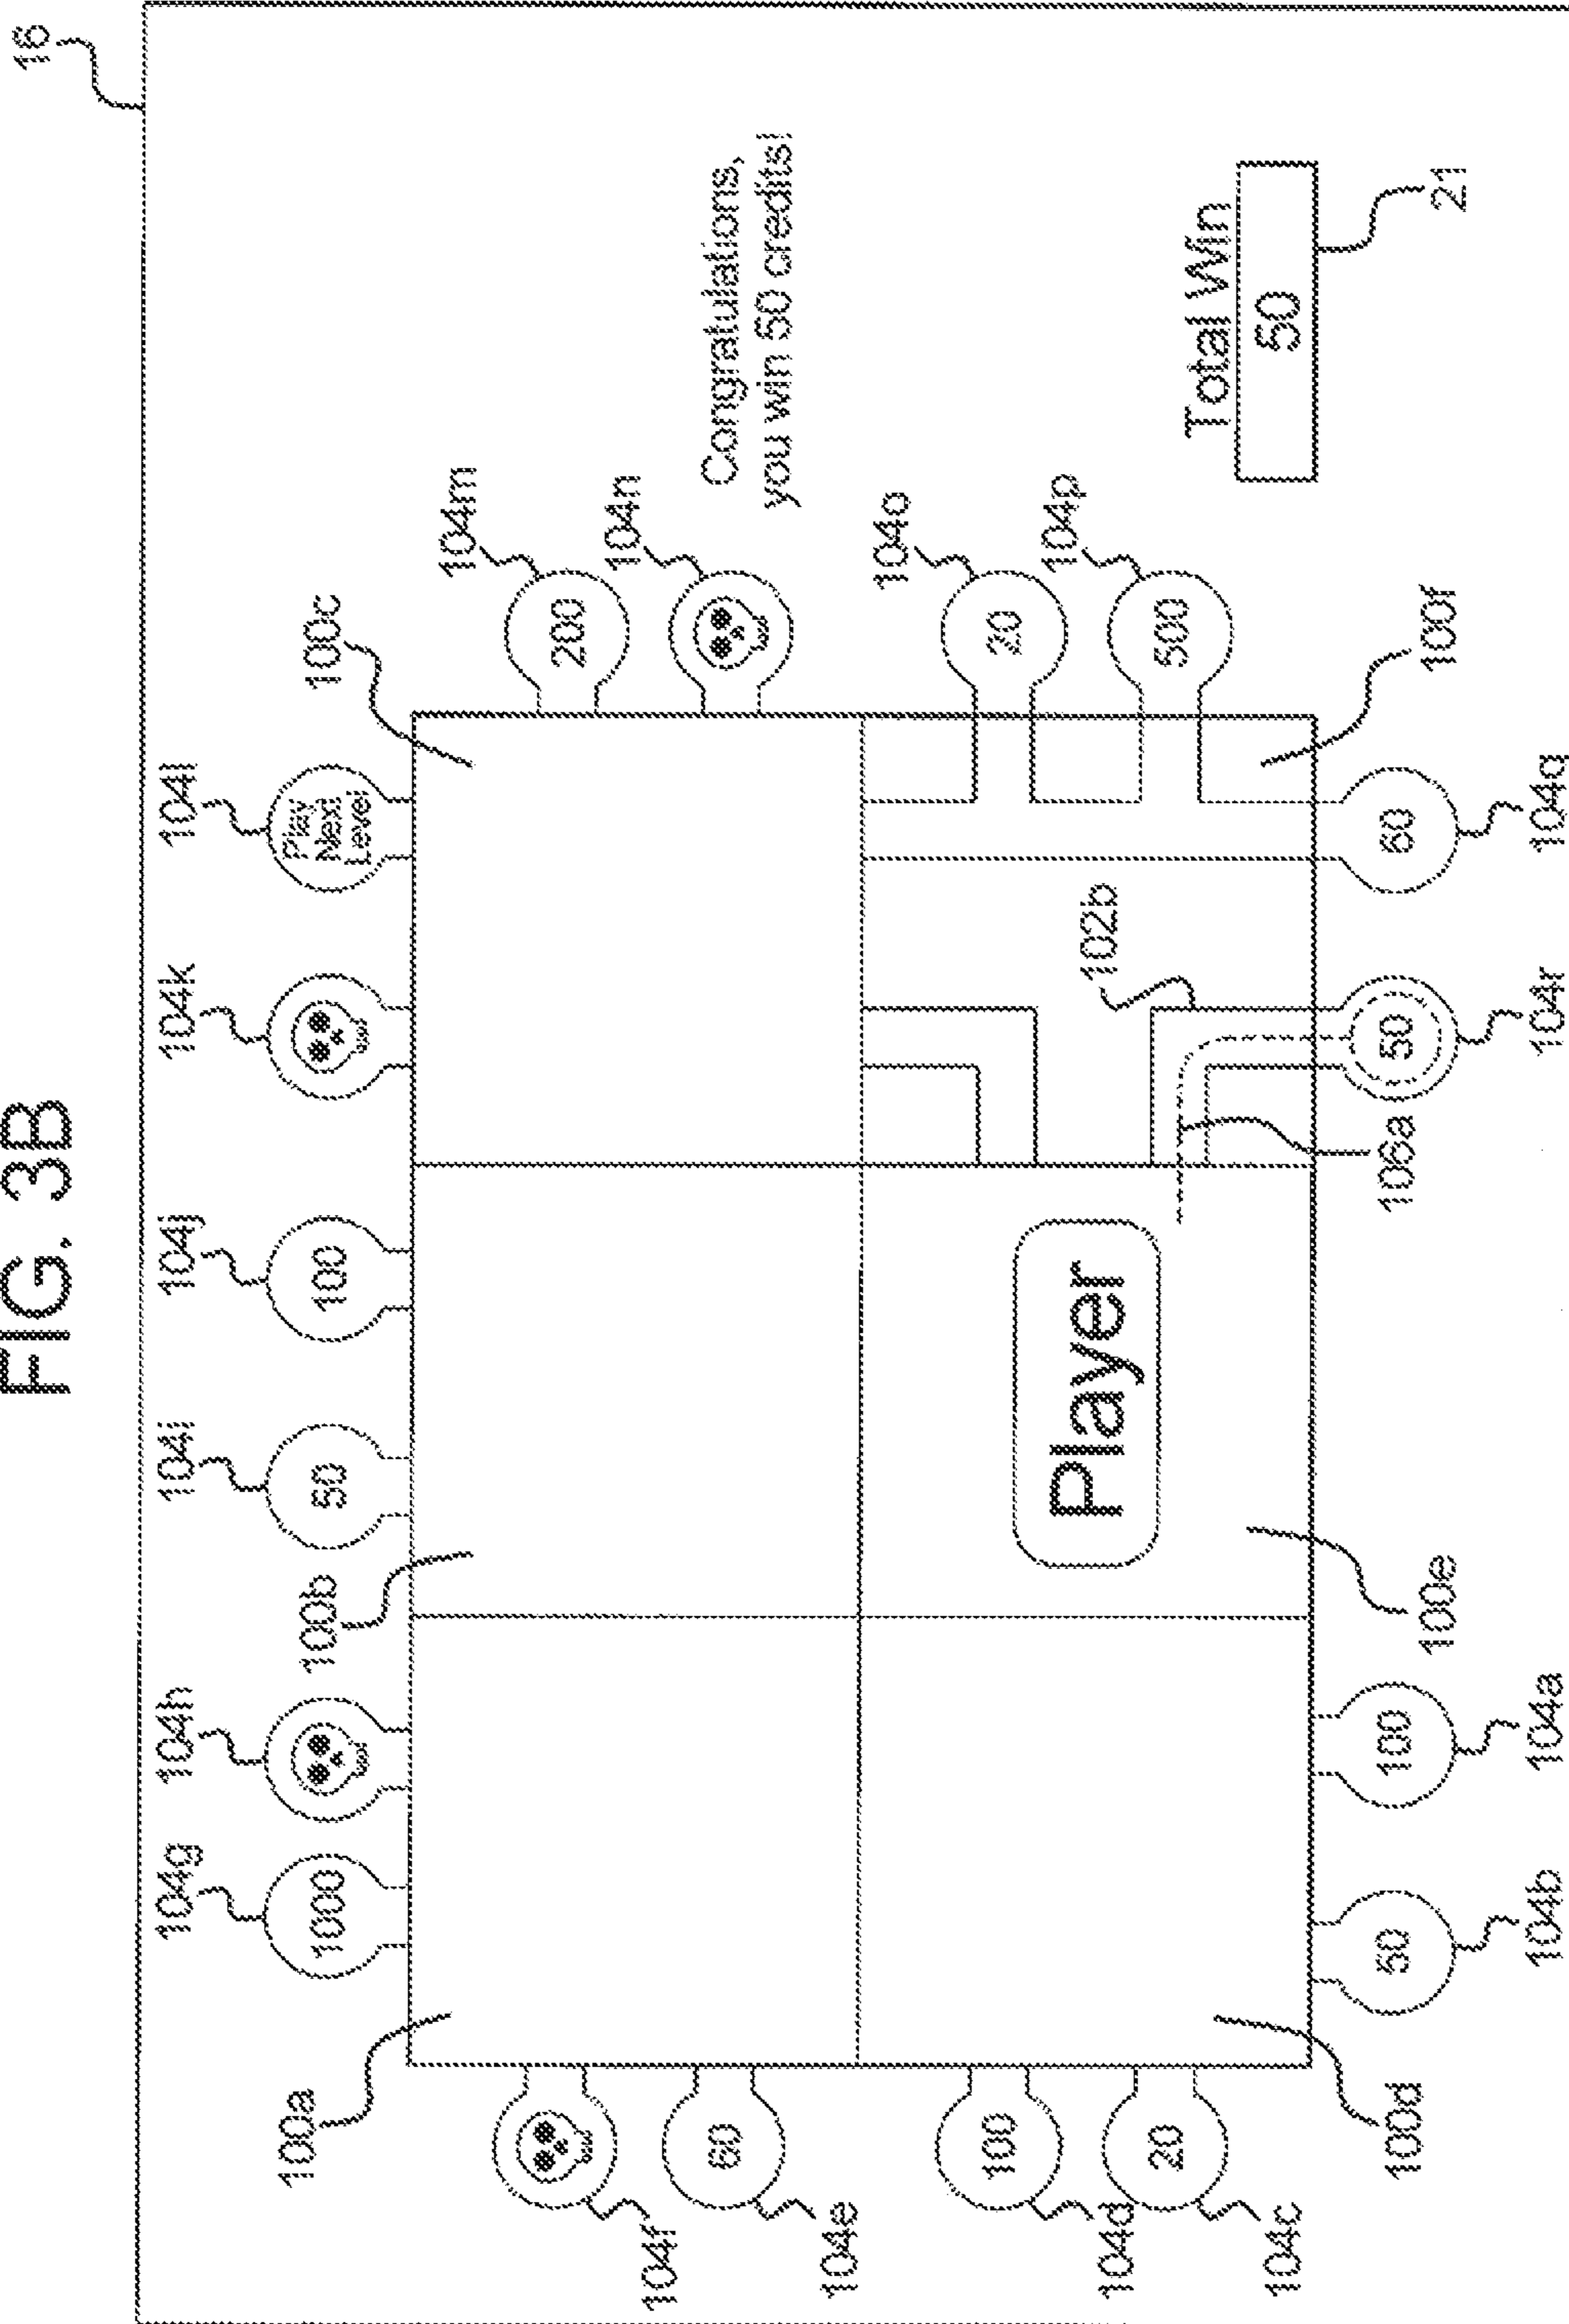 FIG. 3B
16
104g
104h
104i
104j
104k
104l
1000
50
100
Play
Next
Level
100a
100b
100c
104f
104m
200
60
104e
104n
Congratulations,
you win 50 credits!
100
104d
Player
102b
20
104o
20
104c
500
104p
Total Win
50
21
100d
100e
106a
100f
50
100
50
60
104b
104a
104r
104q